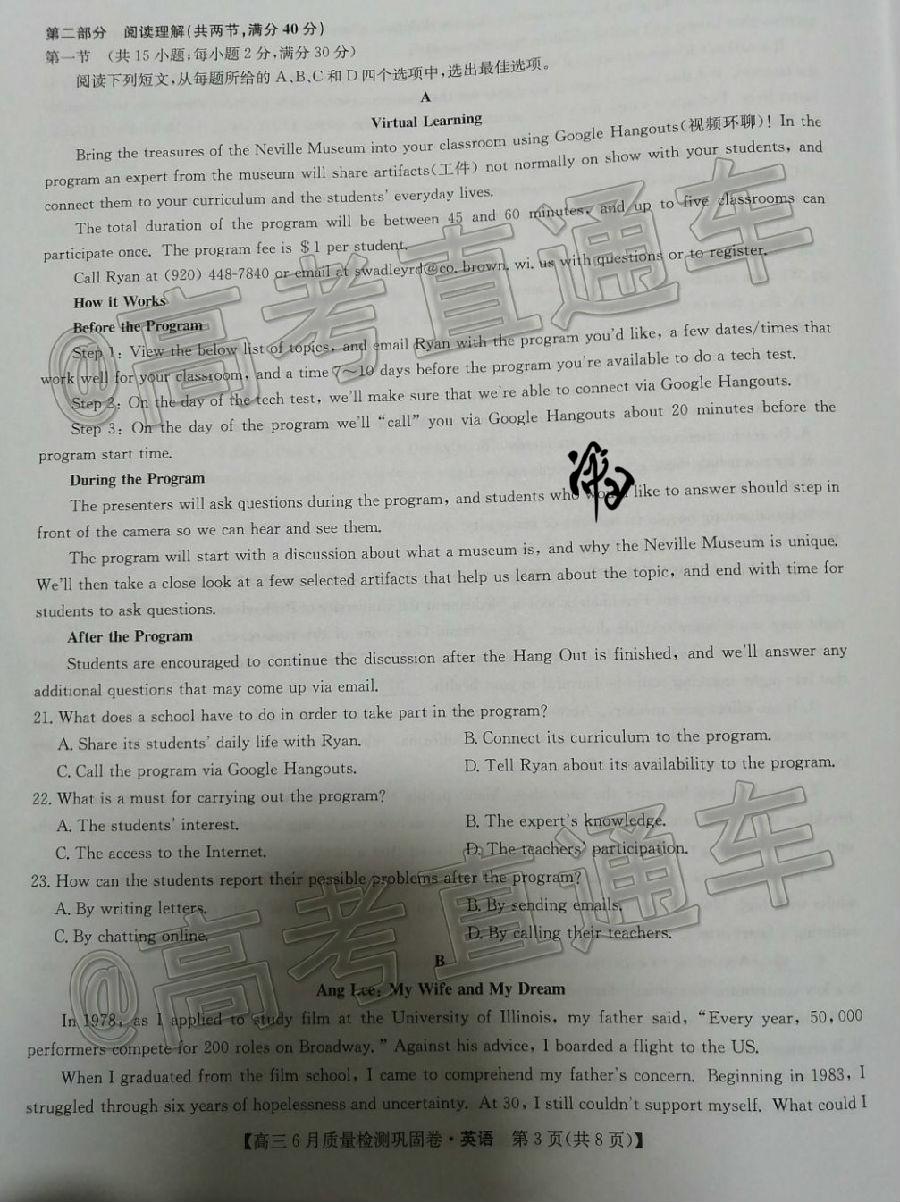 第二部分 阅读理解(共两节,满分40分)
第一节 (共15小题;每小题2分,满分30分)
阅读下列短文,从每题所给的A、B、C和D四个选项中,选出最佳选项。
A
Virtual Learning
Bring the treasures of the Neville Museum into your classroom using Google Hangouts(视频环聊)! In the
program an expert from the museum will share artifacts(工件) not normally on show with your students, and
connect them to your curriculum and the students' everyday lives.
The total duration of the program will be between 45 and 60 minutes, and up to five classrooms can
participate once. The program fee is $1 per student.
Call Ryan at (920) 448-7840 or email at swadleyrd@co. brown. wi. us with questions or to register.
How it Works
Before the Program
Step 1: View the below list of topics, and email Ryan with the program you'd like, a few dates/times that
work well for your classroom, and a time 7~10 days before the program you're available to do a tech test.
Step 2: On the day of the tech test, we'll make sure that we're able to connect via Google Hangouts.
Step 3: On the day of the program we'll "call" you via Google Hangouts about 20 minutes before the
program start time.
During the Program
The presenters will ask questions during the program, and students who would like to answer should step in
front of the camera so we can hear and see them.
The program will start with a discussion about what a museum is, and why the Neville Museum is unique.
We'll then take a close look at a few selected artifacts that help us learn about the topic, and end with time for
students to ask questions.
After the Program
Students are encouraged to continue the discussion after the Hang Out is finished, and we'll answer any
additional questions that may come up via email.
21. What does a school have to do in order to take part in the program?
A. Share its students' daily life with Ryan. B. Connect its curriculum to the program.
C. Call the program via Google Hangouts. D. Tell Ryan about its availability to the program.
22. What is a must for carrying out the program?
A. The students' interest. B. The expert's knowledge.
C. The access to the Internet. D. The teachers' participation.
23. How can the students report their possible problems after the program?
A. By writing letters. B. By sending emails.
C. By chatting online. D. By calling their teachers.
B
Ang Lee: My Wife and My Dream
In 1978, as I applied to study film at the University of Illinois, my father said, "Every year, 50,000
performers compete for 200 roles on Broadway." Against his advice, I boarded a flight to the US.
When I graduated from the film school, I came to comprehend my father's concern. Beginning in 1983, I
struggled through six years of hopelessness and uncertainty. At 30, I still couldn't support myself. What could I
【高三6月质量检测巩固卷·英语 第3页(共8页)】
@高考直通车
@高考直通车